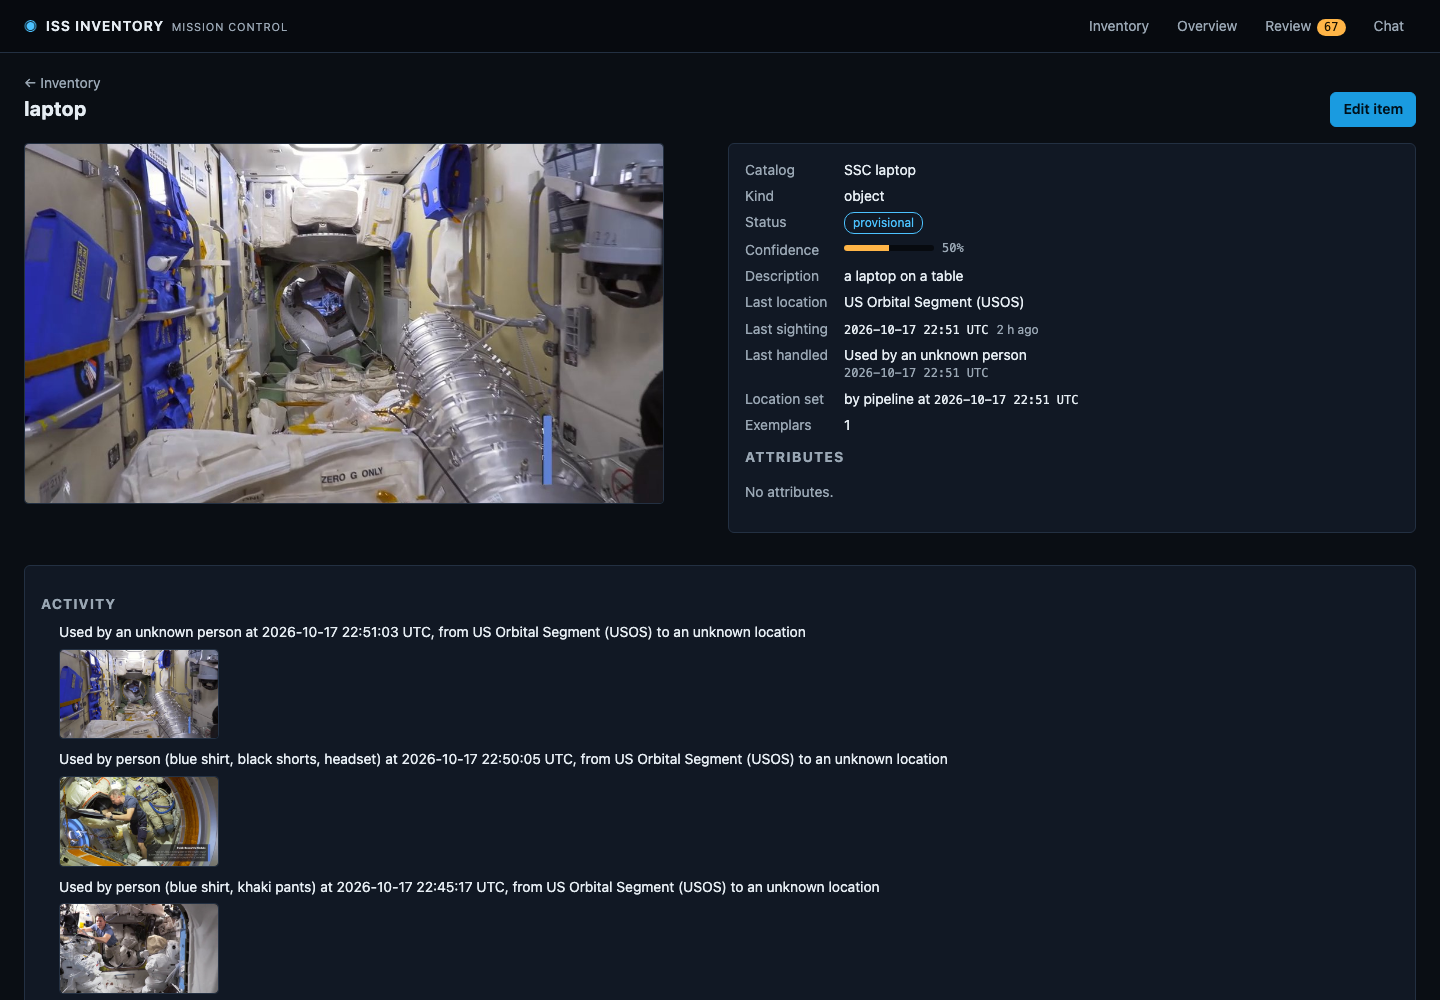 ISS INVENTORY MISSION CONTROL
Inventory
Overview
Review 67
Chat
← Inventory
laptop
Edit item
ZERO G ONLY
Catalog SSC laptop
Kind object
Status provisional
Confidence 50%
Description a laptop on a table
Last location US Orbital Segment (USOS)
Last sighting 2026-10-17 22:51 UTC 2 h ago
Last handled Used by an unknown person
2026-10-17 22:51 UTC
Location set by pipeline at 2026-10-17 22:51 UTC
Exemplars 1
ATTRIBUTES
No attributes.
ACTIVITY
Used by an unknown person at 2026-10-17 22:51:03 UTC, from US Orbital Segment (USOS) to an unknown location
Used by person (blue shirt, black shorts, headset) at 2026-10-17 22:50:05 UTC, from US Orbital Segment (USOS) to an unknown location
Used by person (blue shirt, khaki pants) at 2026-10-17 22:45:17 UTC, from US Orbital Segment (USOS) to an unknown location